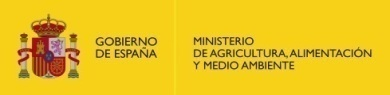 GOBIERNO
DE ESPAÑA
MINISTERIO
DE AGRICULTURA, ALIMENTACIÓN
Y MEDIO AMBIENTE